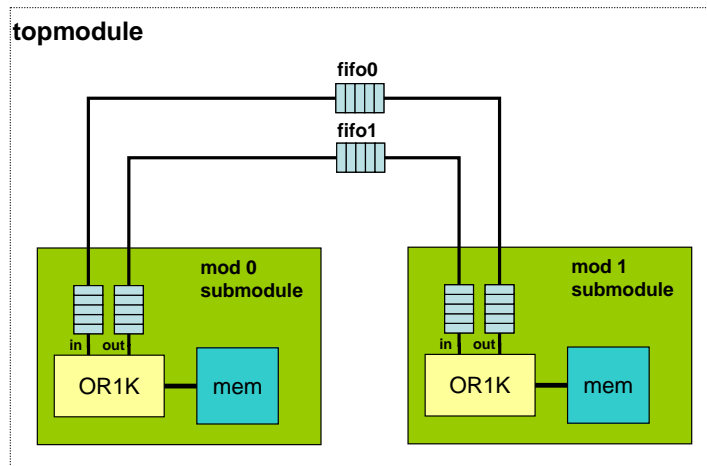 topmodule
fifo0
fifo1
mod 0
submodule
in out
OR1K
mem
mod 1
submodule
in out
OR1K
mem